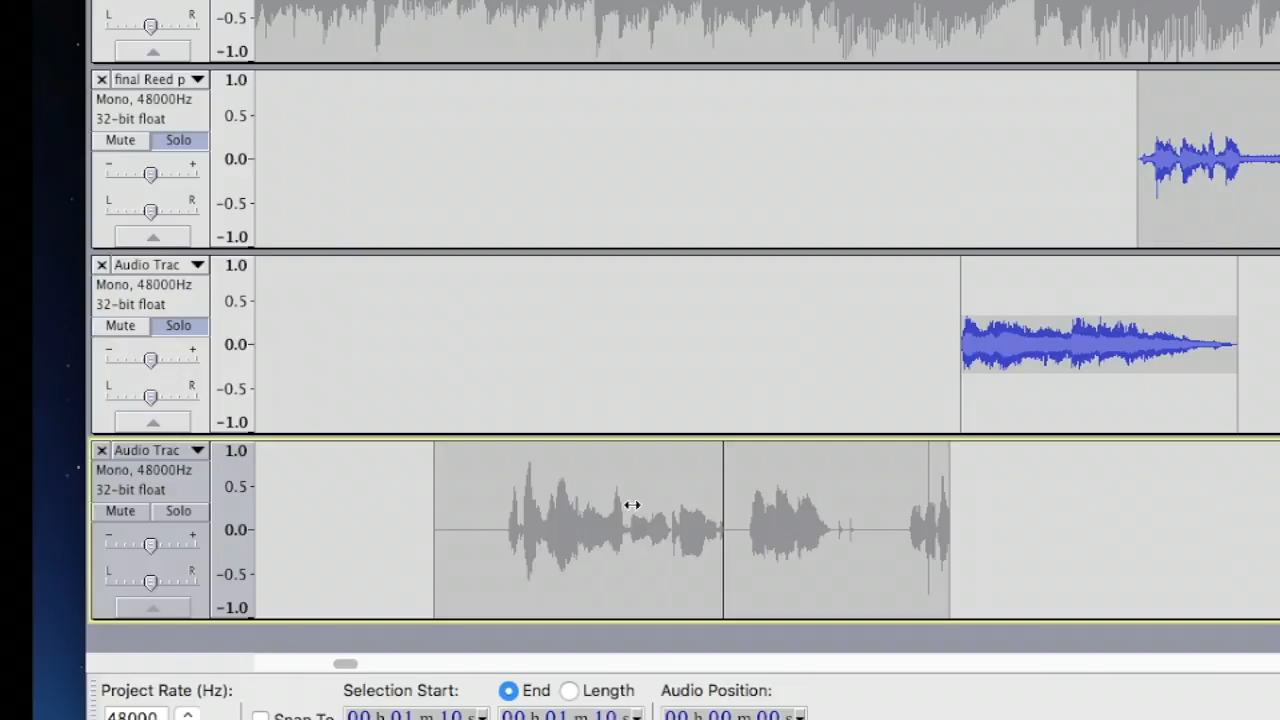 L R
-0.5
-1.0
final Reed p
Mono, 48000Hz
32-bit float
Mute Solo
- +
L R
1.0
0.5
0.0
-0.5
-1.0
Audio Trac
Mono, 48000Hz
32-bit float
Mute Solo
- +
L R
1.0
0.5
0.0
-0.5
-1.0
Audio Trac
Mono, 48000Hz
32-bit float
Mute Solo
- +
L R
1.0
0.5
0.0
-0.5
-1.0
Project Rate (Hz): Selection Start: End Length Audio Position:
48000 Snap To 00 h 01 m 10 s 00 h 01 m 10 s 00 h 00 m 00 s